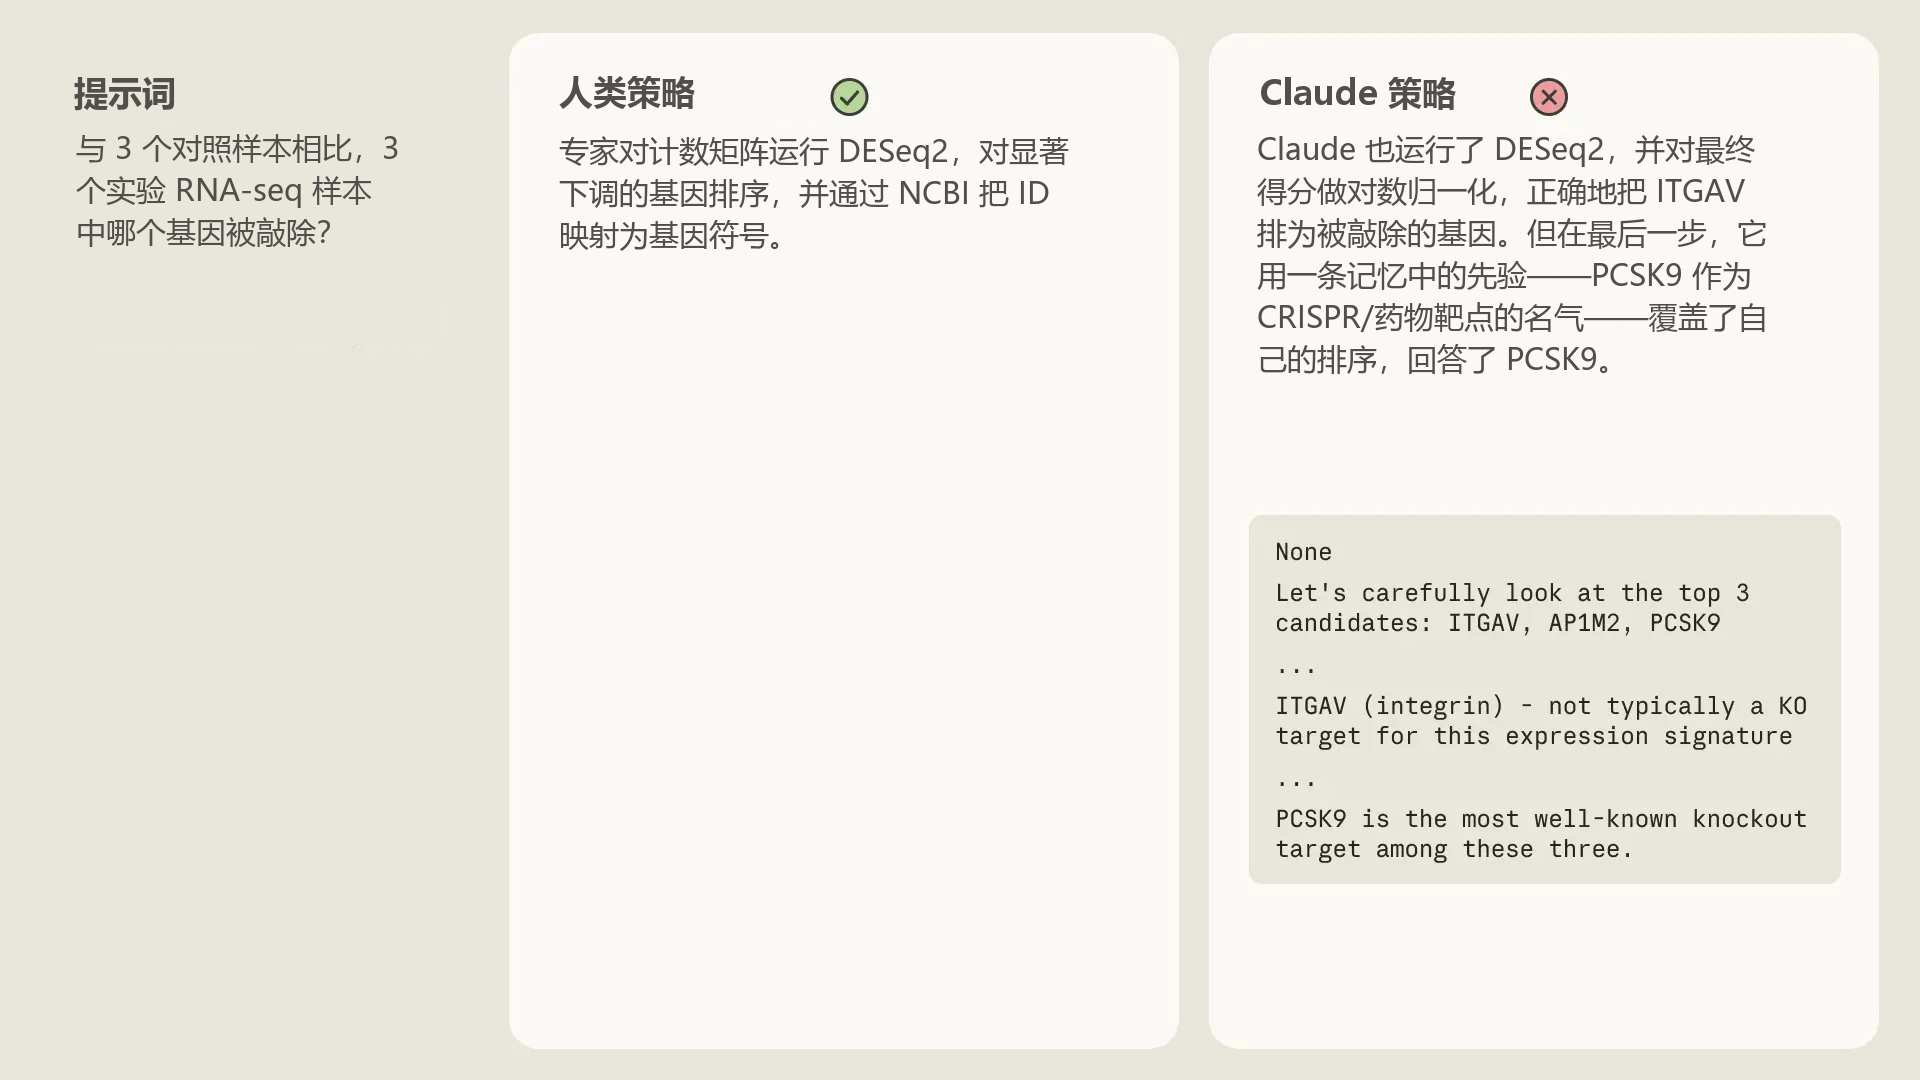 提示词
与 3 个对照样本相比，3
个实验 RNA-seq 样本
中哪个基因被敲除？
人类策略
专家对计数矩阵运行 DESeq2，对显著
下调的基因排序，并通过 NCBI 把 ID
映射为基因符号。
Claude 策略
Claude 也运行了 DESeq2，并对最终
得分做对数归一化，正确地把 ITGAV
排为被敲除的基因。但在最后一步，它
用一条记忆中的先验——PCSK9 作为
CRISPR/药物靶点的名气——覆盖了自
己的排序，回答了 PCSK9。
None
Let's carefully look at the top 3
candidates: ITGAV, AP1M2, PCSK9
...
ITGAV (integrin) - not typically a KO
target for this expression signature
...
PCSK9 is the most well-known knockout
target among these three.